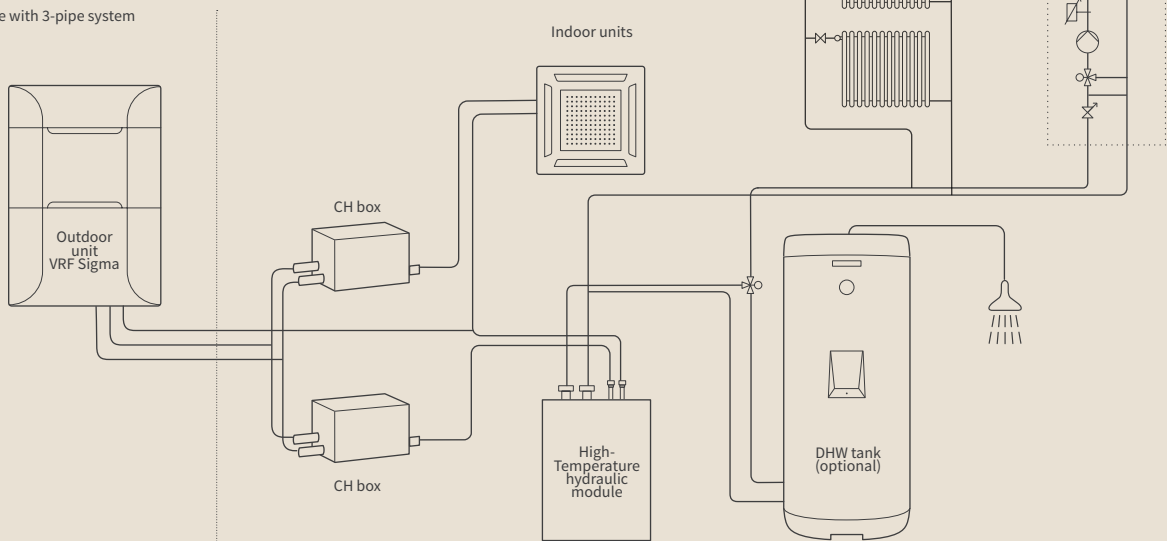 e with 3-pipe system
Indoor units
CH box
Outdoor
unit
VRF Sigma
High-
Temperature
hydraulic
module
DHW tank
(optional)
CH box